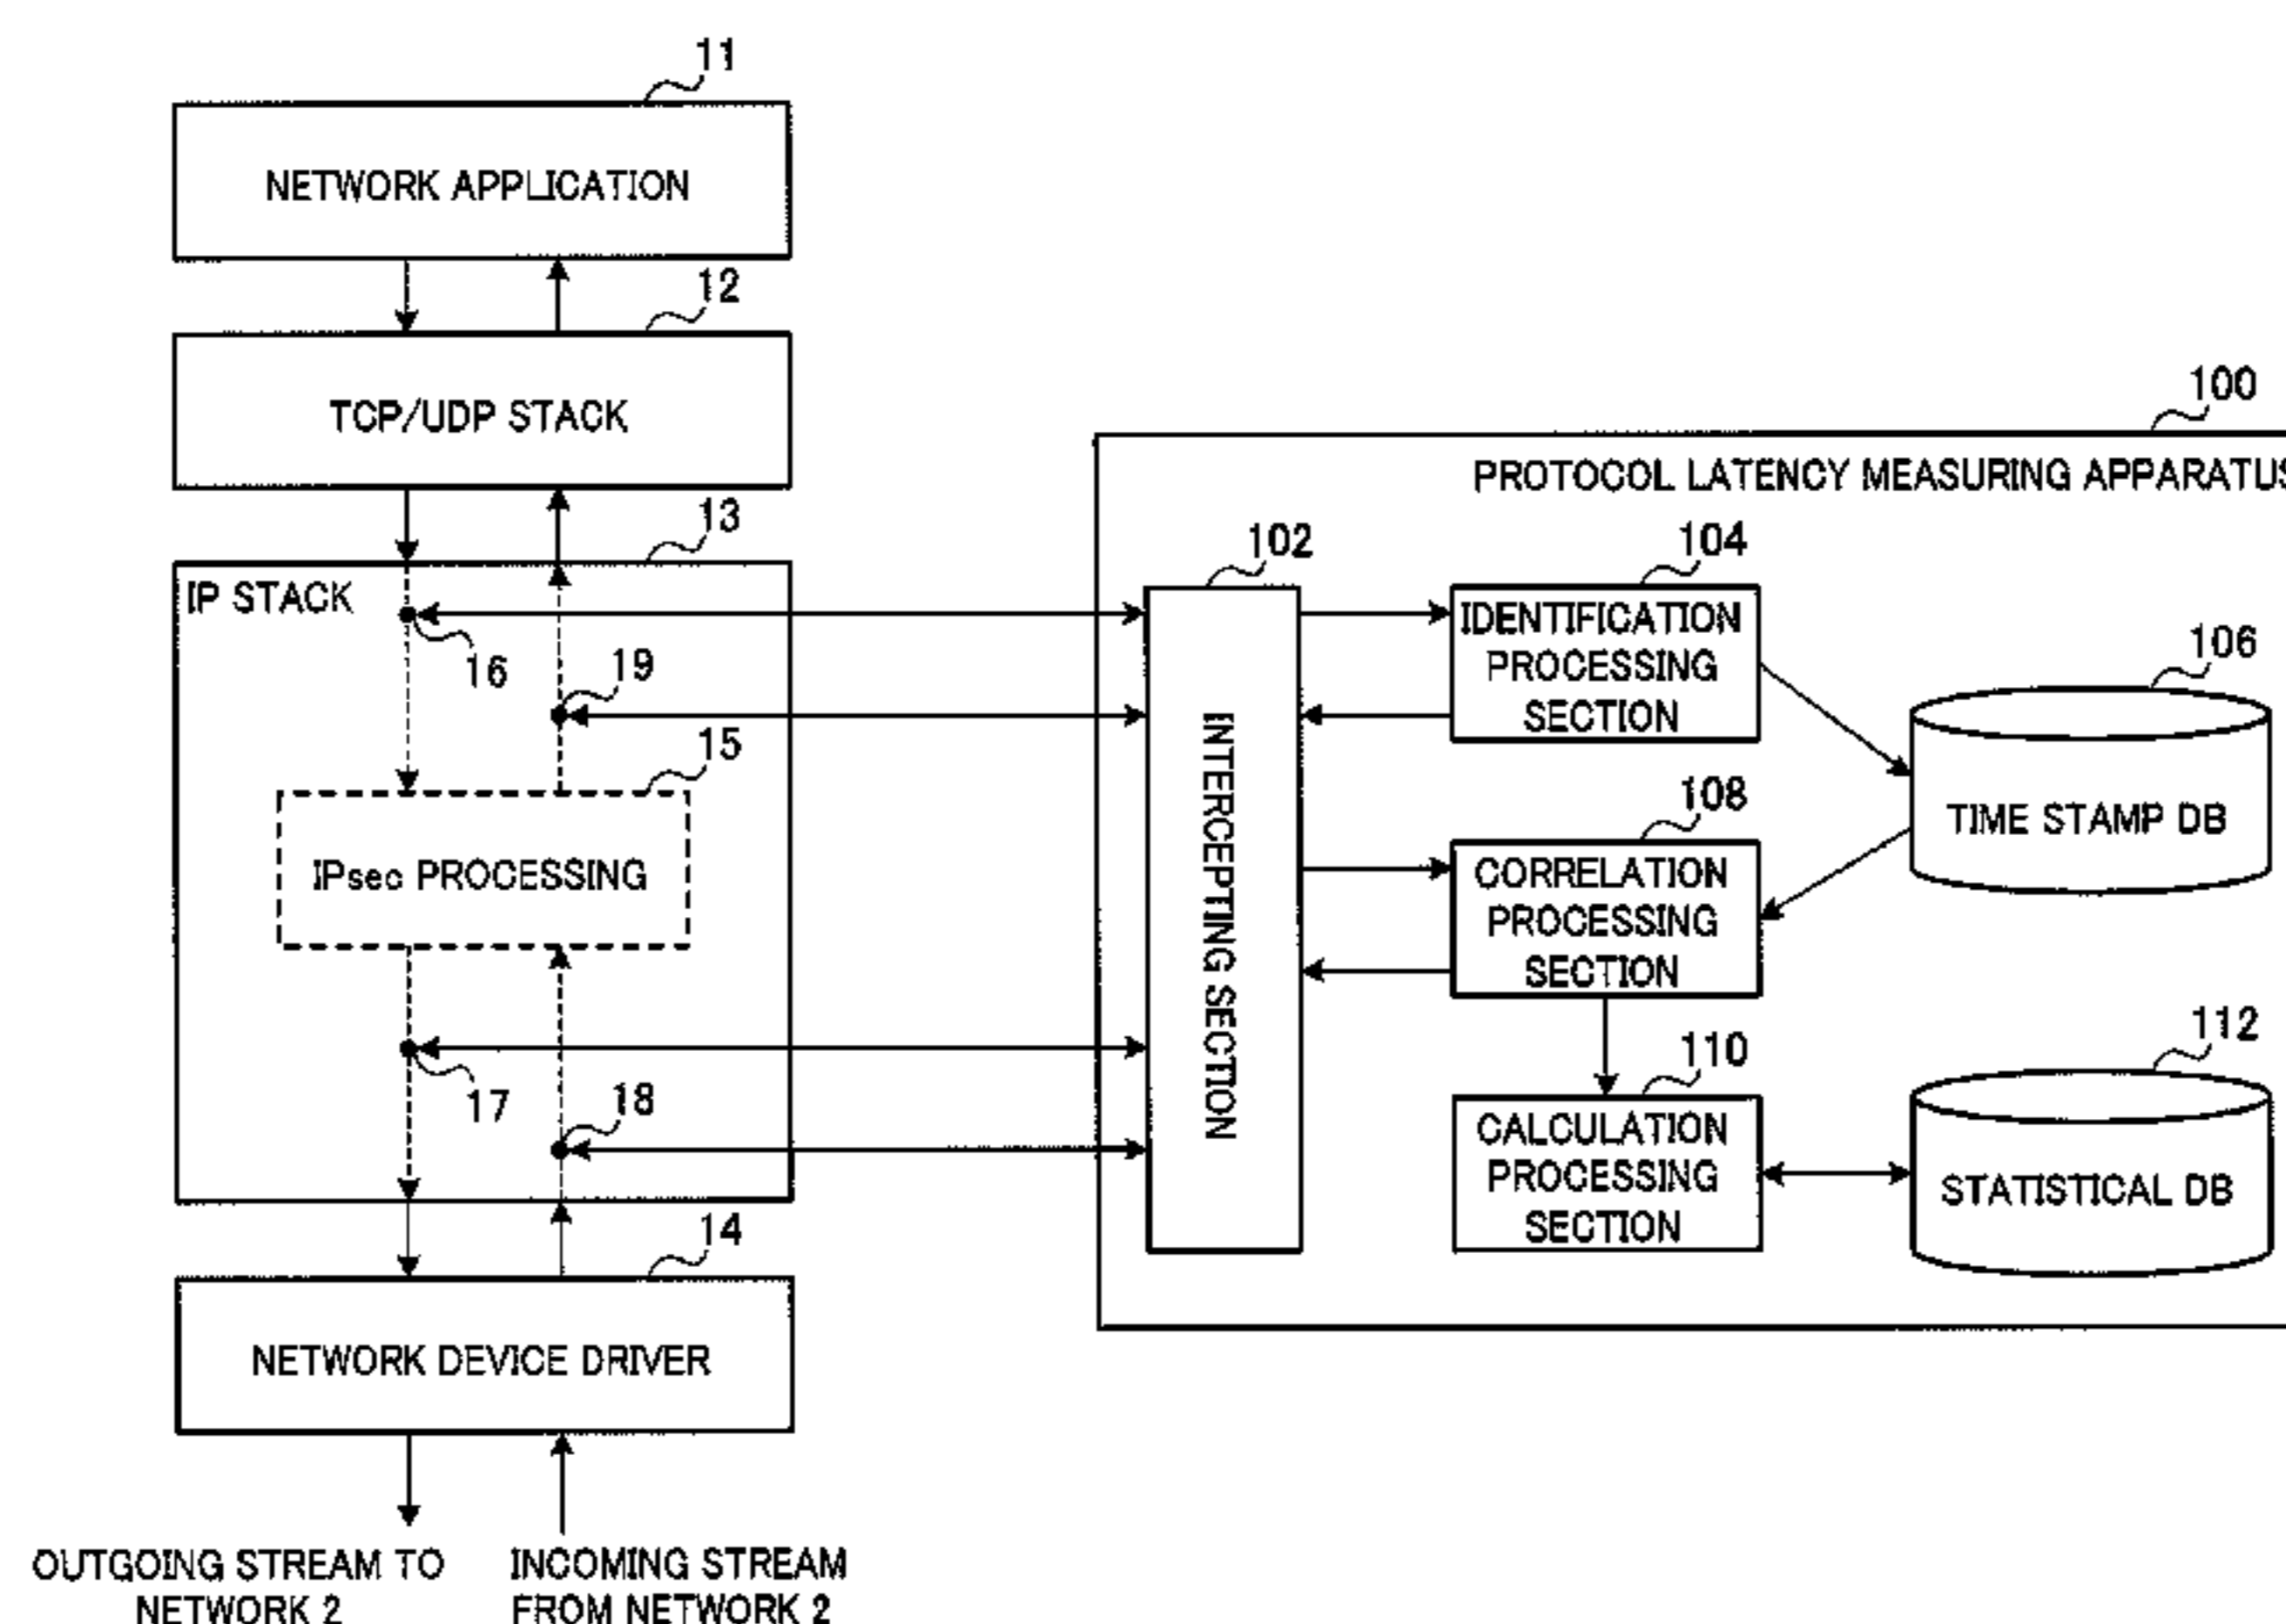 11
NETWORK APPLICATION
12
TCP/UDP STACK
13
IP STACK
16
19
15
IPsec PROCESSING
17
18
14
NETWORK DEVICE DRIVER
OUTGOING STREAM TO
NETWORK 2
INCOMING STREAM
FROM NETWORK 2
100
PROTOCOL LATENCY MEASURING APPARATUS
102
INTERCEPTING SECTION
104
IDENTIFICATION
PROCESSING
SECTION
106
TIME STAMP DB
108
CORRELATION
PROCESSING
SECTION
110
CALCULATION
PROCESSING
SECTION
112
STATISTICAL DB